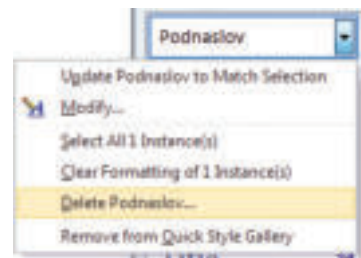 Podnaslov
Update Podnaslov to Match Selection
Modify...
Select All 1 Instance(s)
Clear Formatting of 1 Instance(s)
Delete Podnaslov...
Remove from Quick Style Gallery